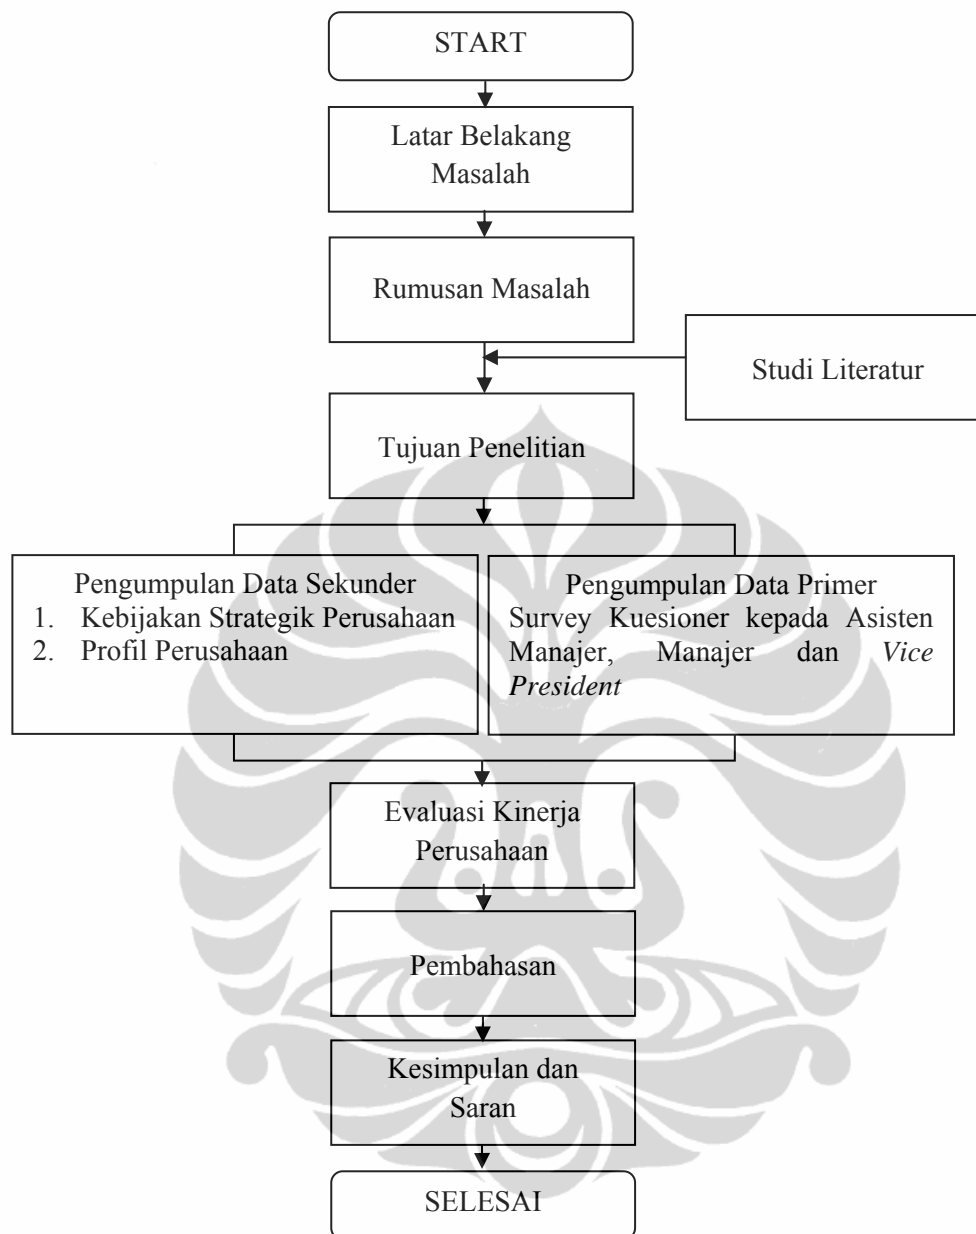 START
Latar Belakang
Masalah
Rumusan Masalah
Studi Literatur
Tujuan Penelitian
Pengumpulan Data Sekunder
1. Kebijakan Strategik Perusahaan
2. Profil Perusahaan
Pengumpulan Data Primer
Survey Kuesioner kepada Asisten
Manajer, Manajer dan Vice
President
Evaluasi Kinerja
Perusahaan
Pembahasan
Kesimpulan dan
Saran
SELESAI